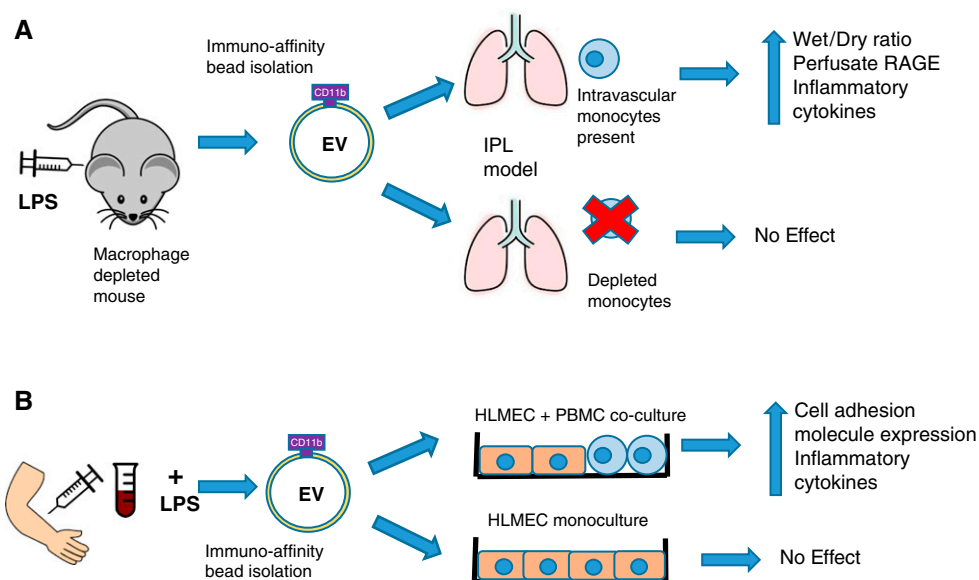 A
Immuno-affinity
bead isolation
CD11b
EV
LPS
Macrophage
depleted
mouse
IPL
model
Intravascular
monocytes
present
Wet/Dry ratio
Perfusate RAGE
Inflammatory
cytokines
Depleted
monocytes
No Effect
B
+
LPS
CD11b
EV
Immuno-affinity
bead isolation
HLMEC + PBMC co-culture
Cell adhesion
molecule expression
Inflammatory
cytokines
HLMEC monoculture
No Effect